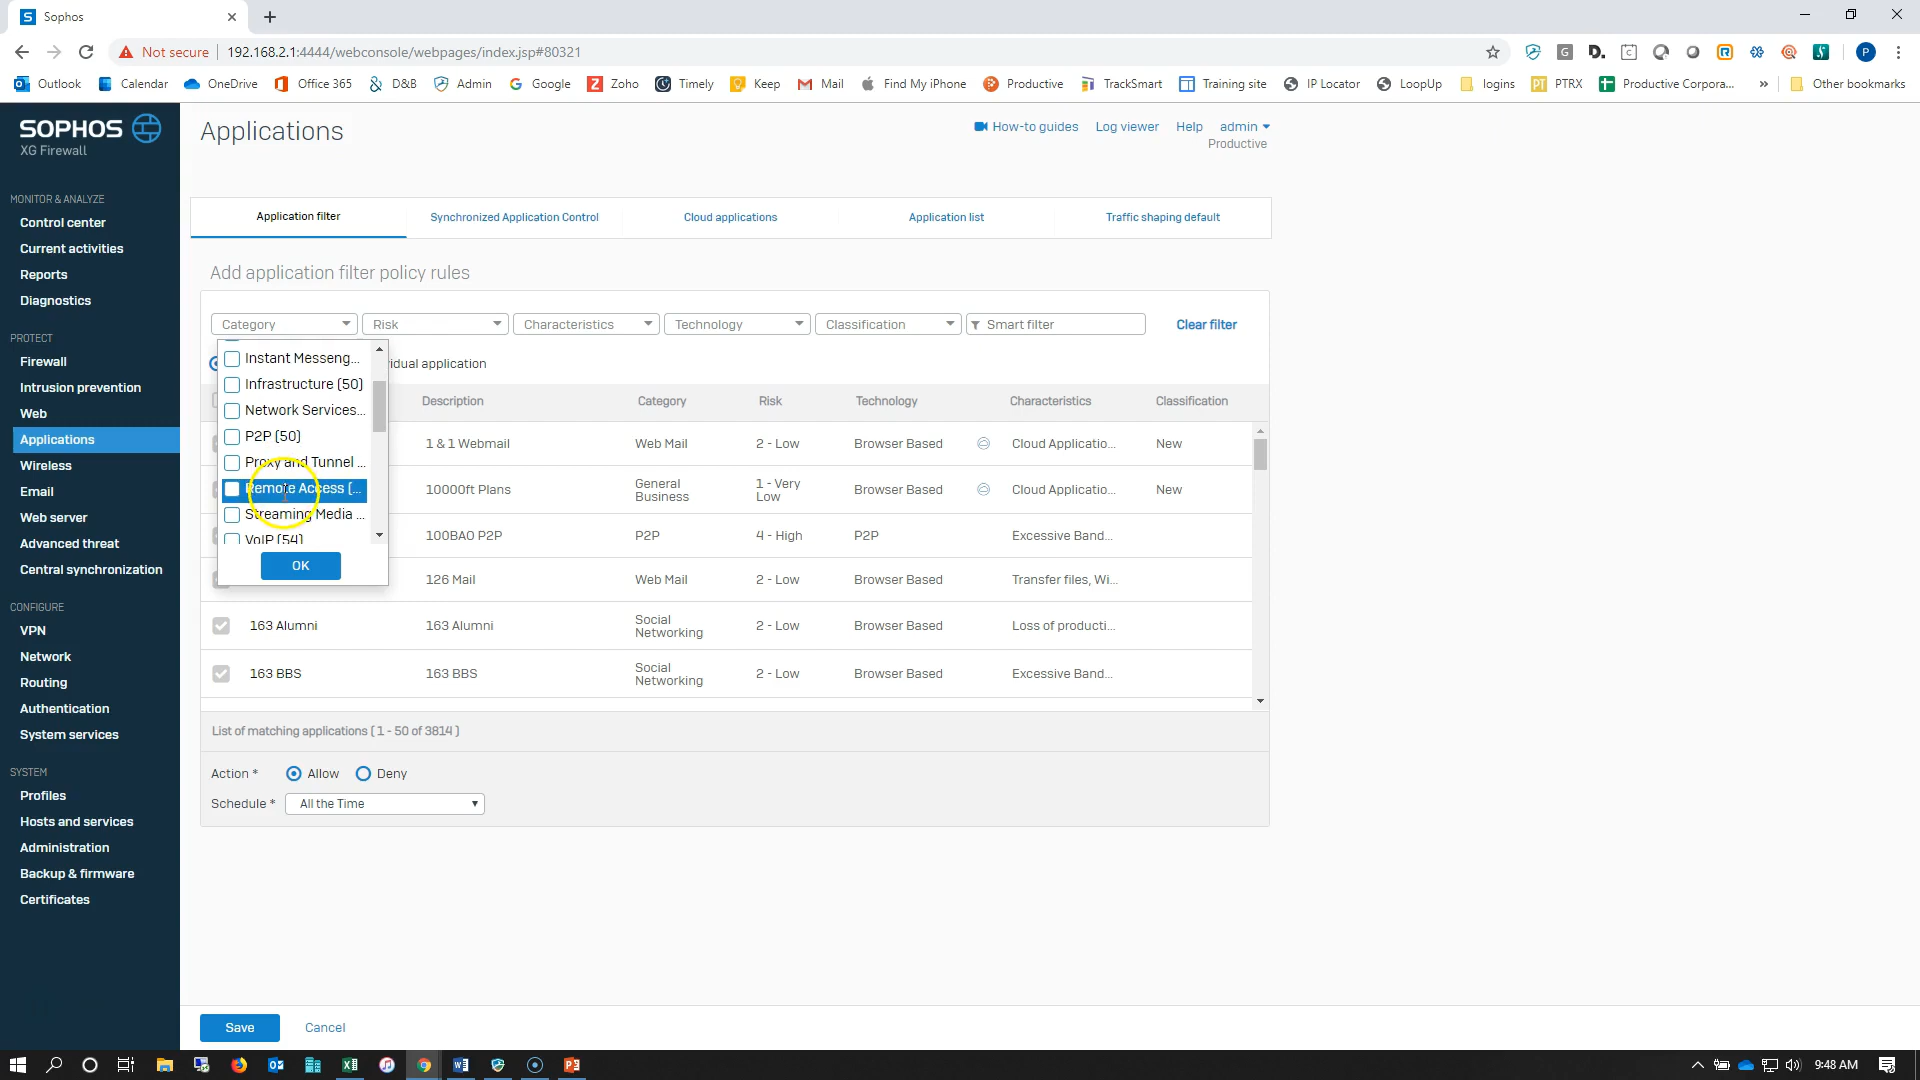 Sophos
Not secure
192.168.2.1:4444/webconsole/webpages/index.jsp#80321
Outlook Calendar OneDrive Office 365 D&B Admin Google Zoho Timely Keep Mail Find My iPhone Productive TrackSmart Training site IP Locator LoopUp logins PTRX Productive Corpora... » Other bookmarks
SOPHOS
XG Firewall
MONITOR & ANALYZE
Control center
Current activities
Reports
Diagnostics
PROTECT
Firewall
Intrusion prevention
Web
Applications
Wireless
Email
Web server
Advanced threat
Central synchronization
CONFIGURE
VPN
Network
Routing
Authentication
System services
SYSTEM
Profiles
Hosts and services
Administration
Backup & firmware
Certificates
Applications
How-to guides Log viewer Help admin
Productive
Application filter Synchronized Application Control Cloud applications Application list Traffic shaping default
Add application filter policy rules
Category Risk Characteristics Technology Classification Smart filter Clear filter
Instant Messeng...
Infrastructure (50)
Network Services...
P2P (50)
Proxy and Tunnel ...
Remote Access (...
Streaming Media ...
VoIP (54)
OK
vidual application
Description Category Risk Technology Characteristics Classification
1 & 1 Webmail Web Mail 2 - Low Browser Based Cloud Applicatio... New
10000ft Plans General Business 1 - Very Low Browser Based Cloud Applicatio... New
100BAO P2P P2P 4 - High P2P Excessive Band...
126 Mail Web Mail 2 - Low Browser Based Transfer files, Wi...
163 Alumni 163 Alumni Social Networking 2 - Low Browser Based Loss of producti...
163 BBS 163 BBS Social Networking 2 - Low Browser Based Excessive Band...
List of matching applications ( 1 - 50 of 3814 )
Action * Allow Deny
Schedule * All the Time
Save Cancel
9:48 AM